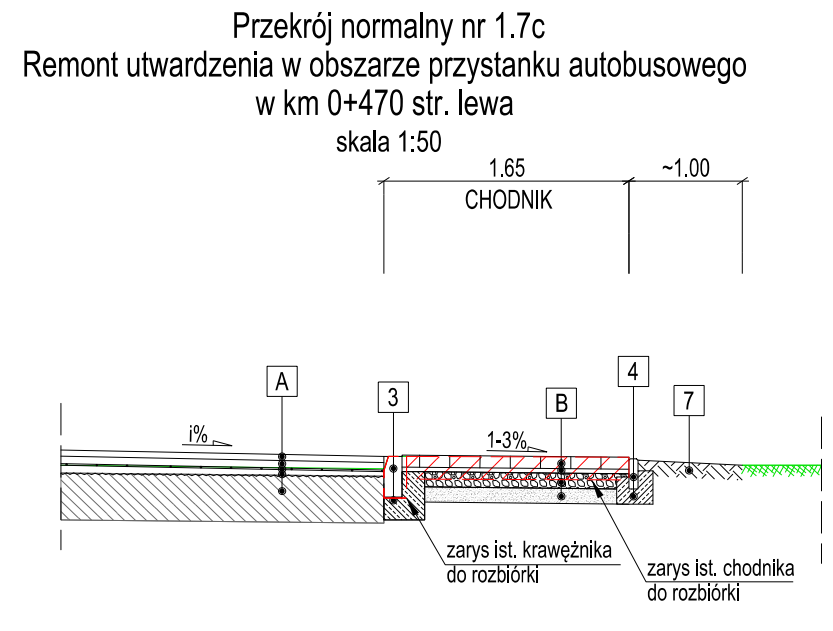 Przekrój normalny nr 1.7c
Remont utwardzenia w obszarze przystanku autobusowego
w km 0+470 str. lewa
skala 1:50
1.65
~1.00
CHODNIK
A
3
B
4
7
i%
1-3%
zarys ist. krawężnika
do rozbiórki
zarys ist. chodnika
do rozbiórki